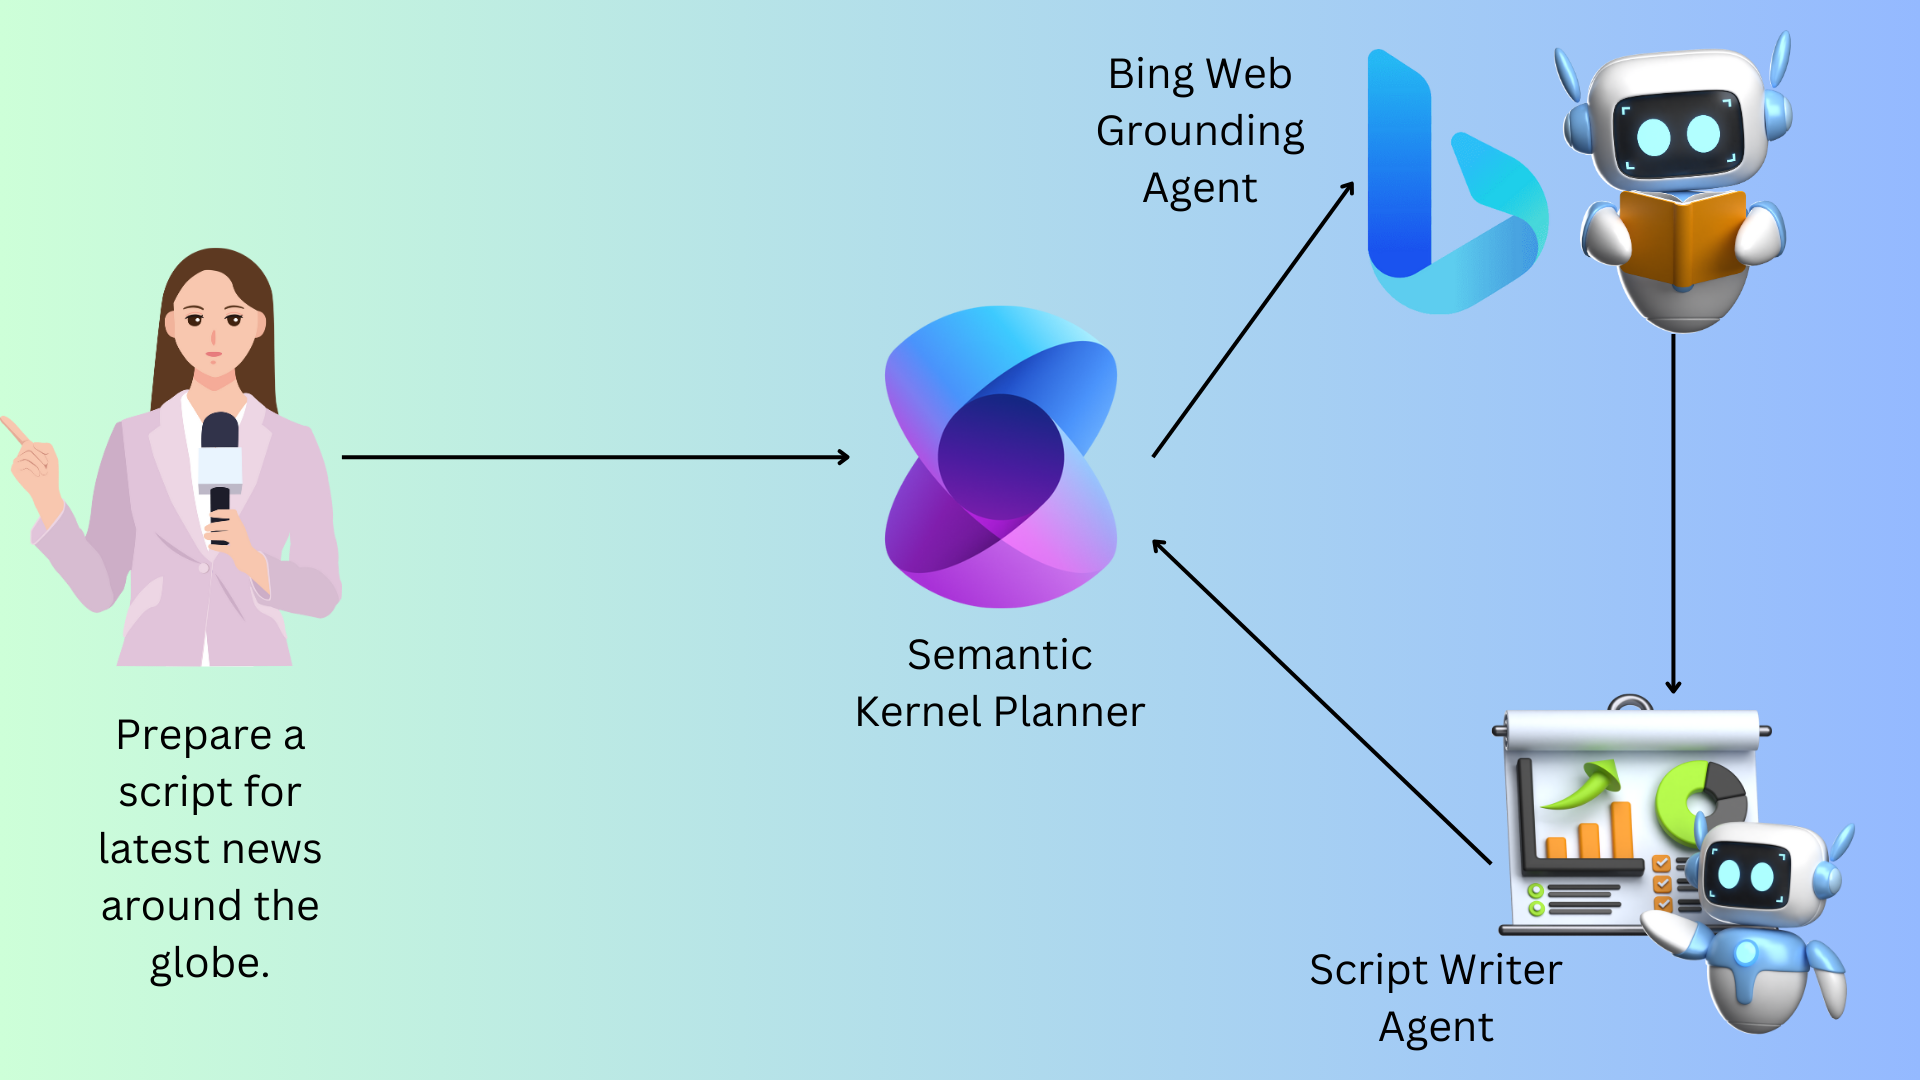 Bing Web
Grounding
Agent
Semantic
Kernel Planner
Prepare a
script for
latest news
around the
globe.
Script Writer
Agent